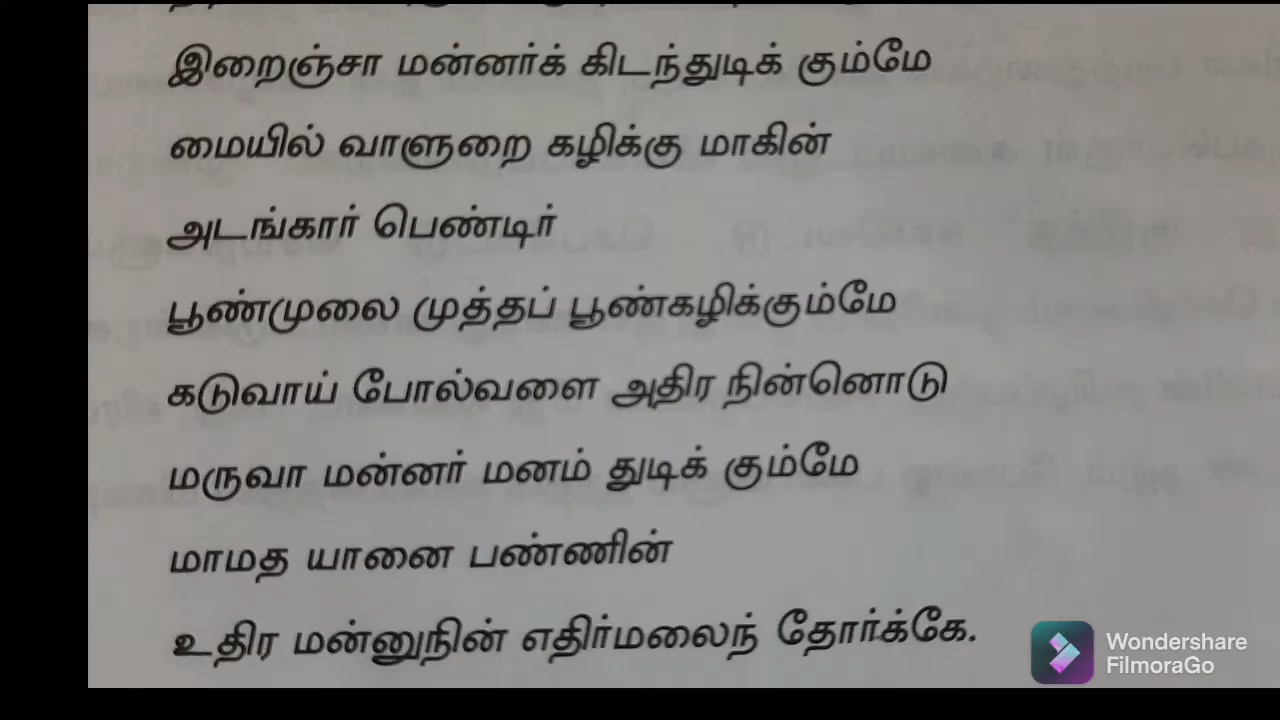 இறைஞ்சா மன்னர்க் கிடந்துடிக் கும்மே
மையில் வாளுறை கழிக்கு மாகின்
அடங்கார் பெண்டிர்
பூண்முலை முத்தப் பூண்கழிக்கும்மே
கடுவாய் போல்வளை அதிர நின்னொடு
மருவா மன்னர் மனம் துடிக் கும்மே
மாமத யானை பண்ணின்
உதிர மன்னுநின் எதிர்மலைந் தோர்க்கே.
Wondershare
FilmoraGo